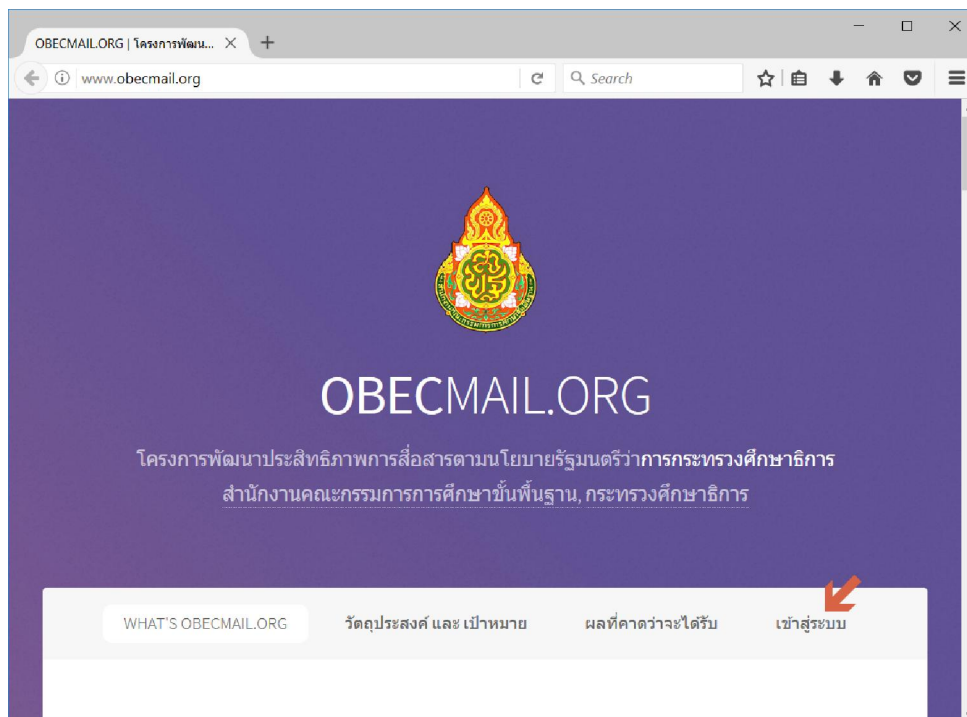 OBECMAIL.ORG | โครงการพัฒน...
www.obecmail.org
Search
OBECMAIL.ORG
โครงการพัฒนาประสิทธิภาพการสื่อสารตามนโยบายรัฐมนตรีว่าการกระทรวงศึกษาธิการ
สำนักงานคณะกรรมการการศึกษาขั้นพื้นฐาน, กระทรวงศึกษาธิการ
WHAT'S OBECMAIL.ORG วัตถุประสงค์ และ เป้าหมาย ผลที่คาดว่าจะได้รับ เข้าสู่ระบบ